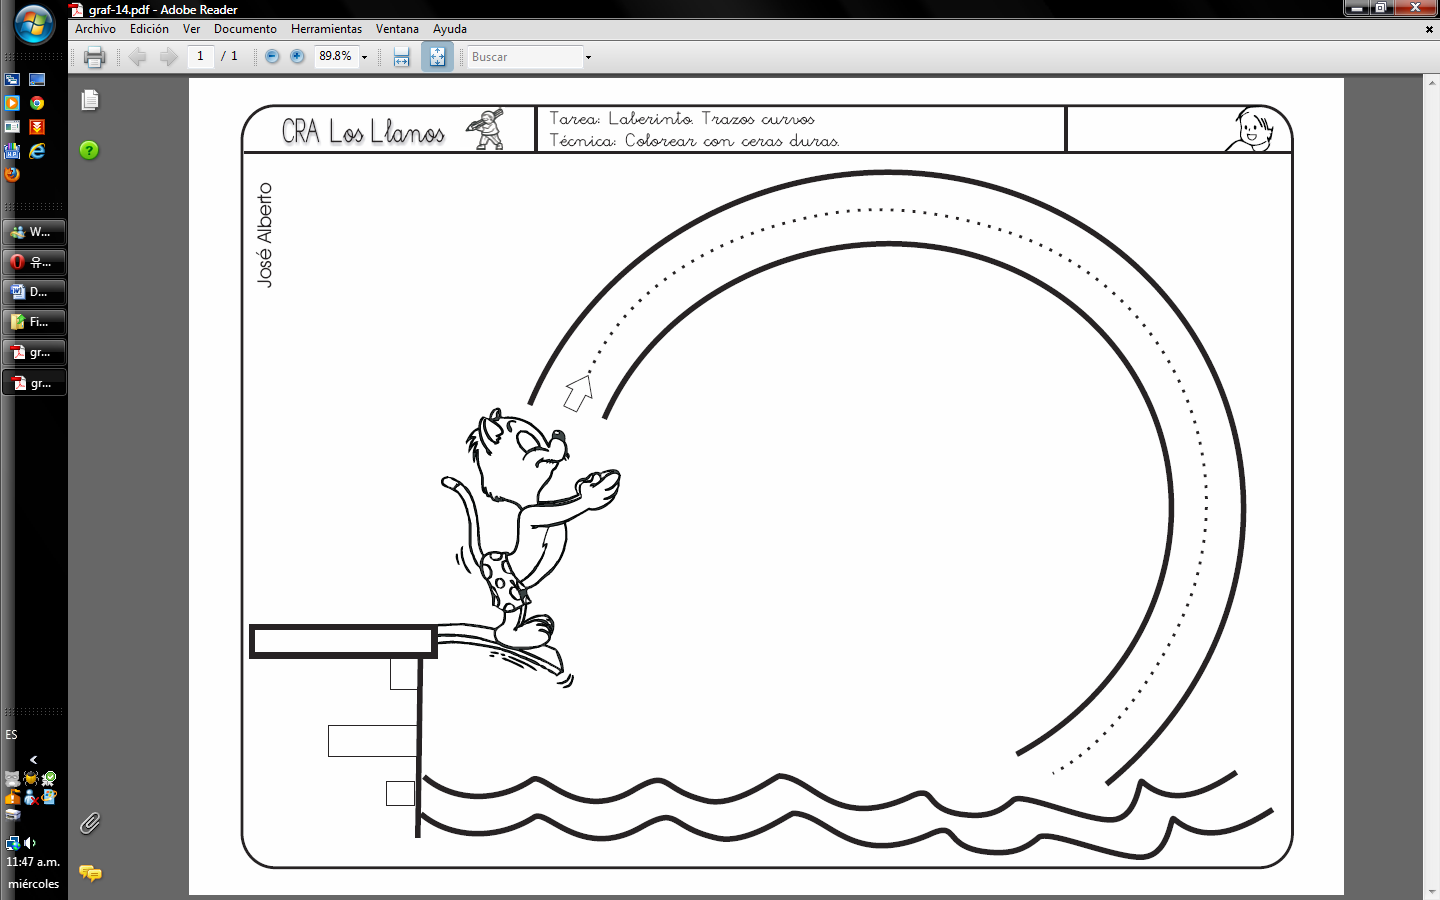 graf-14.pdf - Adobe Reader
Archivo Edición Ver Documento Herramientas Ventana Ayuda
1 / 1 89.8% Buscar
CRA Los Llanos
Tarea: Laberinto. Trazos curvos
Técnica: Colorear con ceras duras.
José Alberto
W...
유...
D...
Fi...
gr...
gr...
ES
11:47 a.m.
miércoles